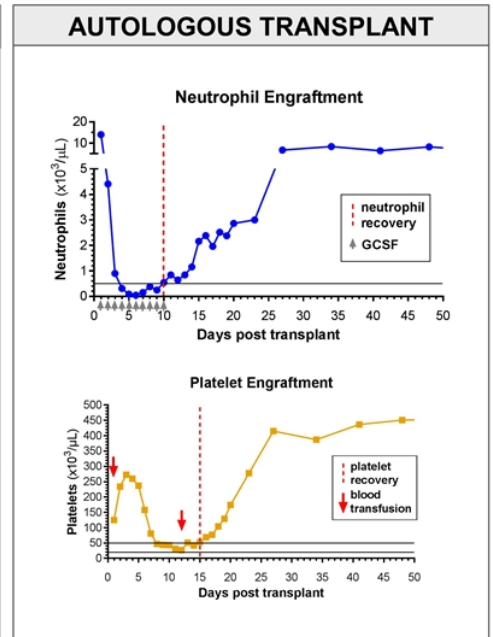 AUTOLOGOUS TRANSPLANT
Neutrophil Engraftment
Neutrophils (x10³/µL)
20
10
5
4
3
2
1
0
neutrophil
recovery
GCSF
0 5 10 15 20 25 30 35 40 45 50
Days post transplant
Platelet Engraftment
Platelets (x10³/µL)
500
450
400
350
300
250
200
150
100
50
0
platelet
recovery
blood
transfusion
0 5 10 15 20 25 30 35 40 45 50
Days post transplant